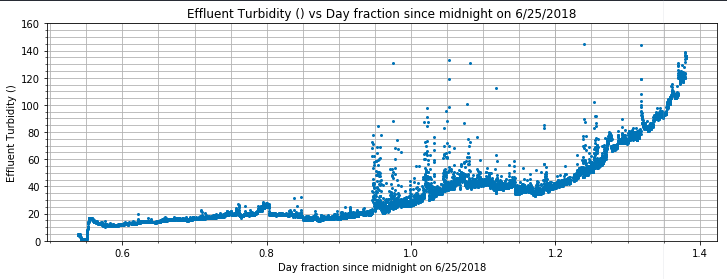 Effluent Turbidity () vs Day fraction since midnight on 6/25/2018
160
140
120
100
80
60
40
20
0
Effluent Turbidity ()
0.6 0.8 1.0 1.2 1.4
Day fraction since midnight on 6/25/2018